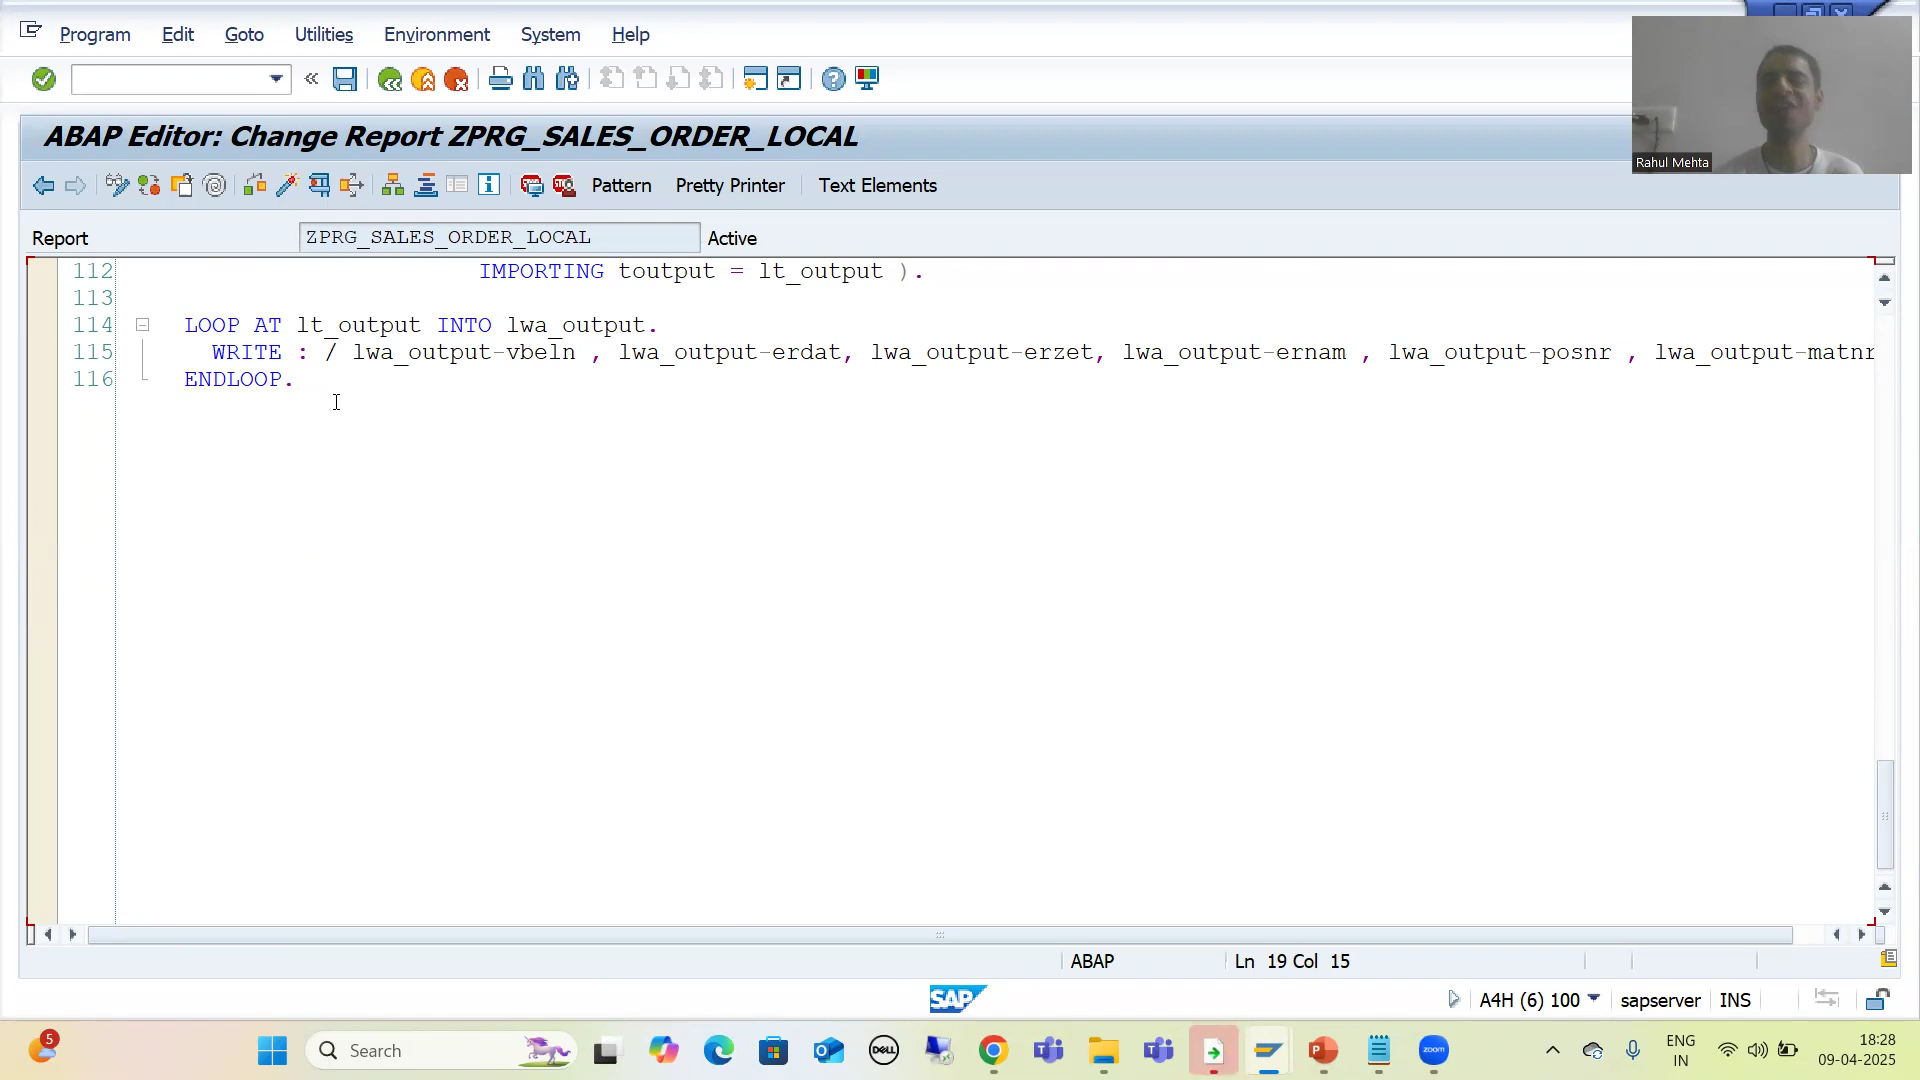 Program Edit Goto Utilities Environment System Help
ABAP Editor: Change Report ZPRG_SALES_ORDER_LOCAL
Rahul Mehta
Pattern Pretty Printer Text Elements
Report ZPRG_SALES_ORDER_LOCAL Active
112 IMPORTING toutput = lt_output ).
113
114 LOOP AT lt_output INTO lwa_output.
115 WRITE : / lwa_output-vbeln , lwa_output-erdat, lwa_output-erzet, lwa_output-ernam , lwa_output-posnr , lwa_output-matnr
116 ENDLOOP.
ABAP Ln 19 Col 15
SAP A4H (6) 100 sapserver INS
5 Search DELL zoom ENG IN 18:28 09-04-2025